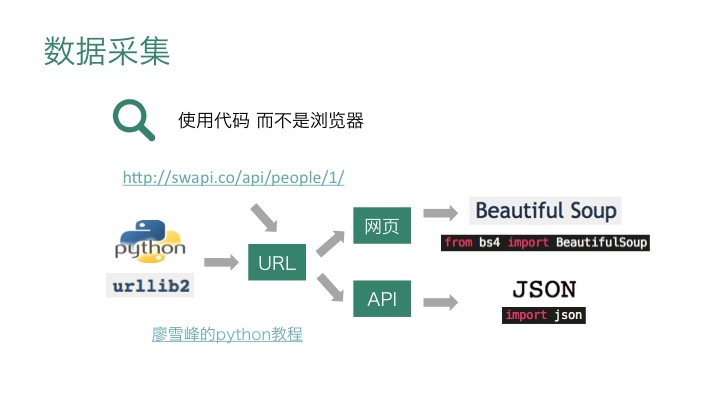 数据采集
使用代码 而不是浏览器
http://swapi.co/api/people/1/
python
urllib2
URL
网页
Beautiful Soup
from bs4 import BeautifulSoup
API
JSON
import json
廖雪峰的python教程